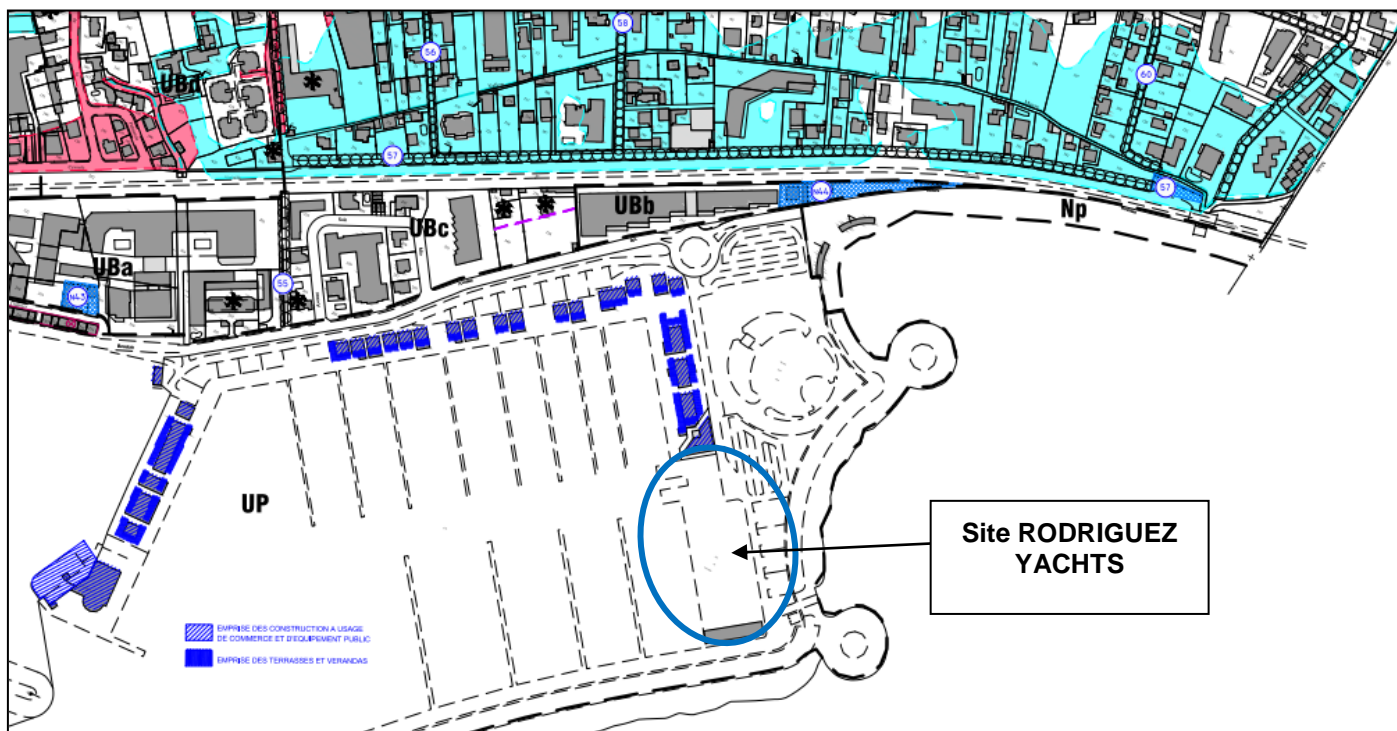 58
56
UBd
60
57
N44
57
UBb
Np
UBc
UBa
N43
55
Site RODRIGUEZ
YACHTS
UP
EMPRISE DES CONSTRUCTION A USAGE
DE COMMERCE ET D'EQUIPEMENT PUBLIC
EMPRISE DES TERRASSES ET VERANDAS